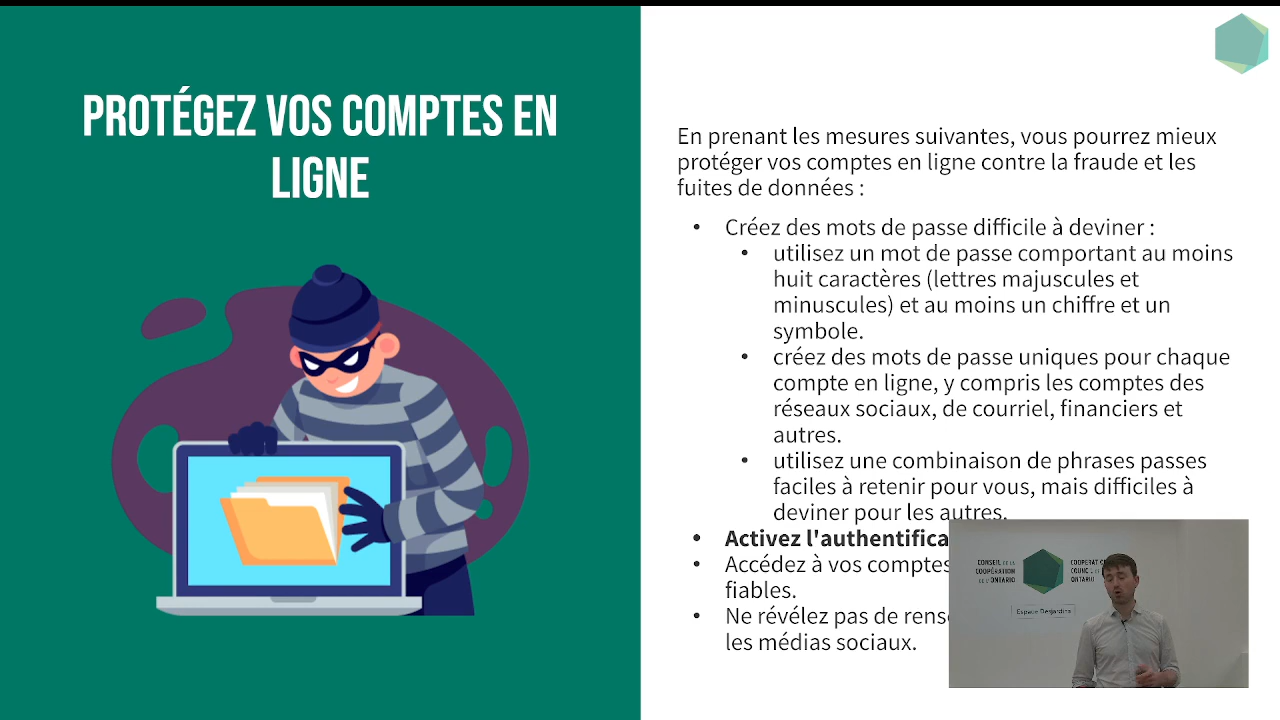 PROTÉGEZ VOS COMPTES EN
LIGNE
En prenant les mesures suivantes, vous pourrez mieux
protéger vos comptes en ligne contre la fraude et les
fuites de données :
• Créez des mots de passe difficile à deviner :
• utilisez un mot de passe comportant au moins
huit caractères (lettres majuscules et
minuscules) et au moins un chiffre et un
symbole.
• créez des mots de passe uniques pour chaque
compte en ligne, y compris les comptes des
réseaux sociaux, de courriel, financiers et
autres.
• utilisez une combinaison de phrases passes
faciles à retenir pour vous, mais difficiles à
deviner pour les autres.
• Activez l'authentifica
• Accédez à vos comptes
fiables.
• Ne révélez pas de rens
les médias sociaux.
CONSEIL DE LA
COOPÉRATION
DE L'ONTARIO
COOPERAT
COUNC
ONTARIO
Espace Desjardins